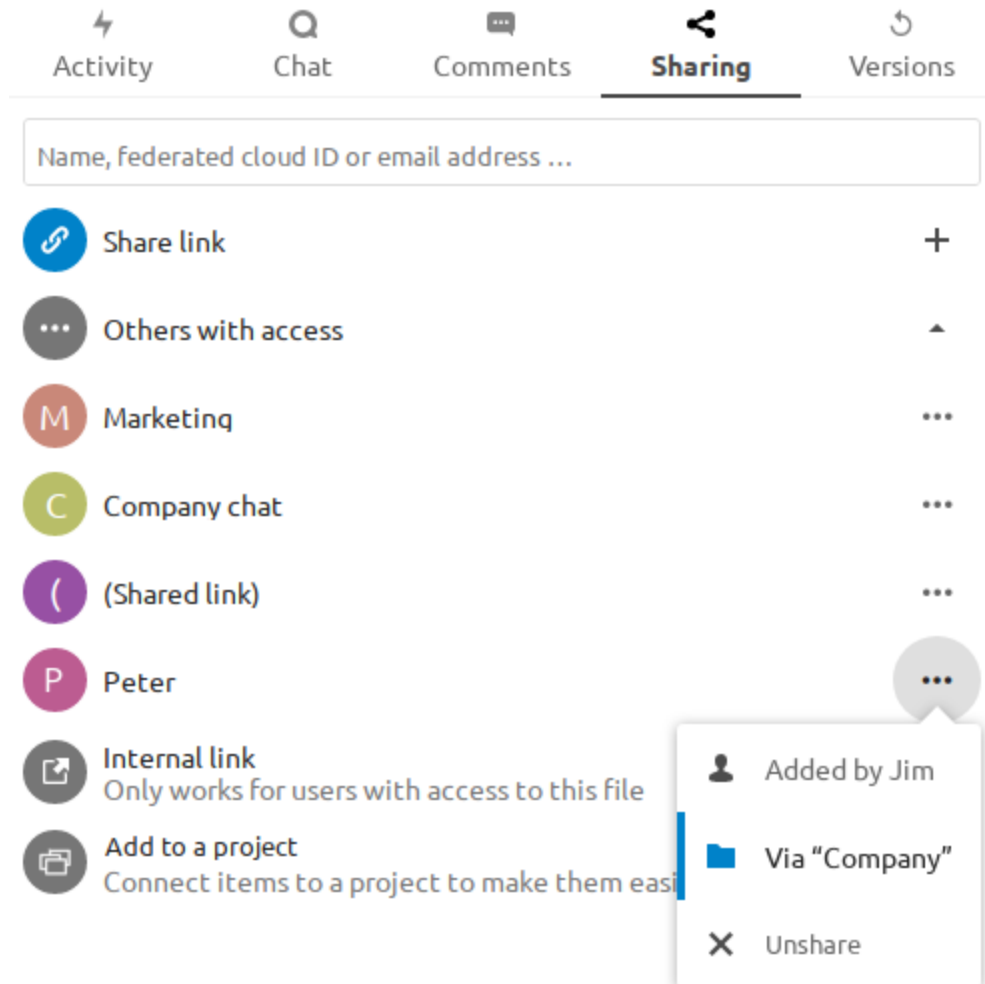 Activity
Chat
Comments
Sharing
Versions
Name, federated cloud ID or email address ...
Share link
Others with access
M Marketing
C Company chat
( (Shared link)
P Peter
Internal link
Only works for users with access to this file
Added by Jim
Add to a project
Via “Company”
Connect items to a project to make them easi
Unshare